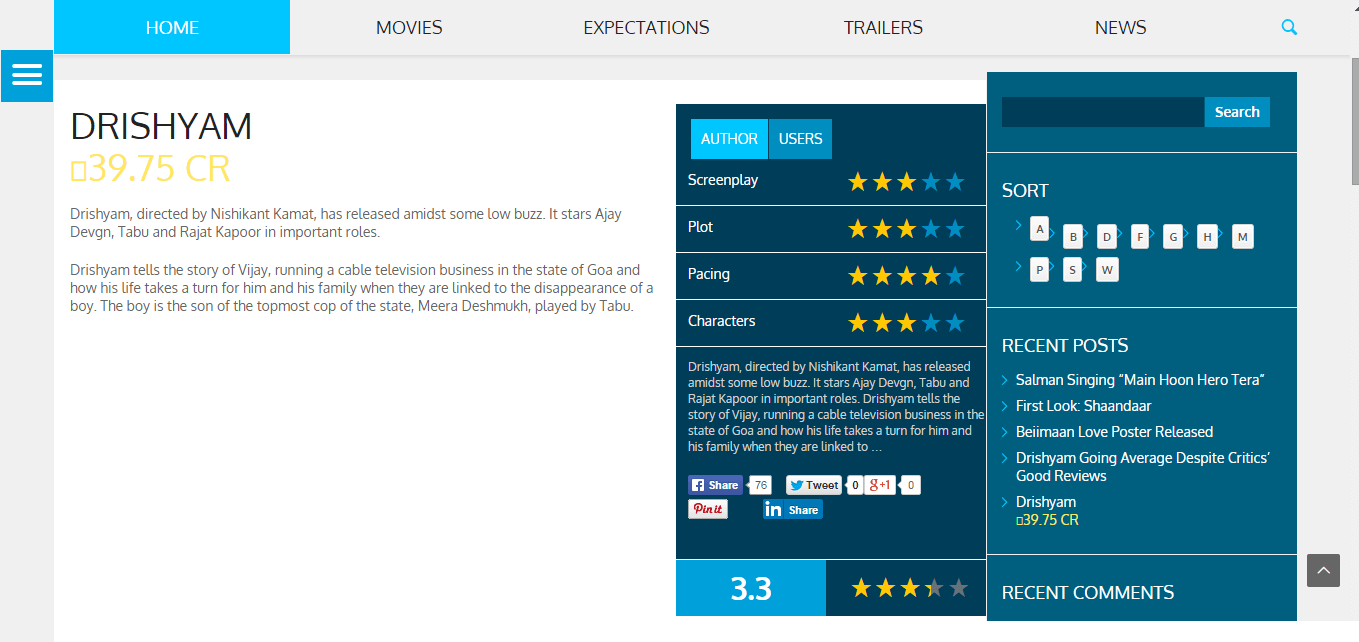 HOME
MOVIES
EXPECTATIONS
TRAILERS
NEWS
DRISHYAM
39.75 CR
Drishyam, directed by Nishikant Kamat, has released amidst some low buzz. It stars Ajay
Devgn, Tabu and Rajat Kapoor in important roles.
Drishyam tells the story of Vijay, running a cable television business in the state of Goa and
how his life takes a turn for him and his family when they are linked to the disappearance of a
boy. The boy is the son of the topmost cop of the state, Meera Deshmukh, played by Tabu.
AUTHOR
USERS
Screenplay
Plot
Pacing
Characters
Drishyam, directed by Nishikant Kamat, has released
amidst some low buzz. It stars Ajay Devgn, Tabu and
Rajat Kapoor in important roles. Drishyam tells the
story of Vijay, running a cable television business in the
state of Goa and how his life takes a turn for him and
his family when they are linked to ...
Share 76
Tweet 0
g+1 0
Pin it
in Share
3.3
Search
SORT
A B D F G H M
P S W
RECENT POSTS
Salman Singing “Main Hoon Hero Tera”
First Look: Shaandaar
Beiimaan Love Poster Released
Drishyam Going Average Despite Critics’
Good Reviews
Drishyam
39.75 CR
RECENT COMMENTS